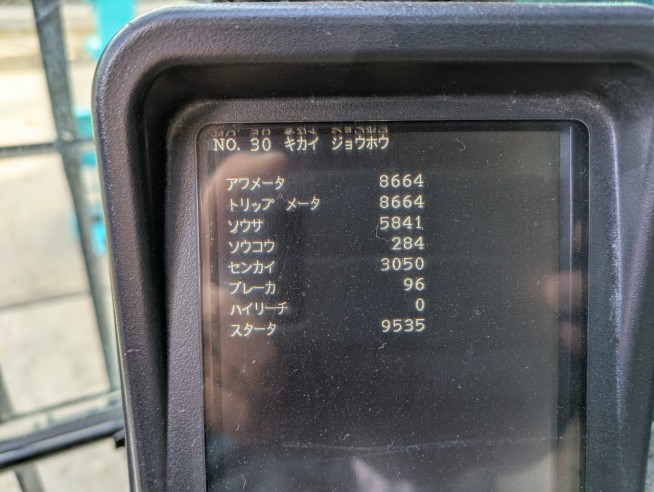 NO. 30 キカイ ジョウホウ
アワメータ 8664
トリップ メータ 8664
ソウサ 5841
ソウコウ 284
センカイ 3050
ブレーカ 96
ハイリーチ 0
スタータ 9535